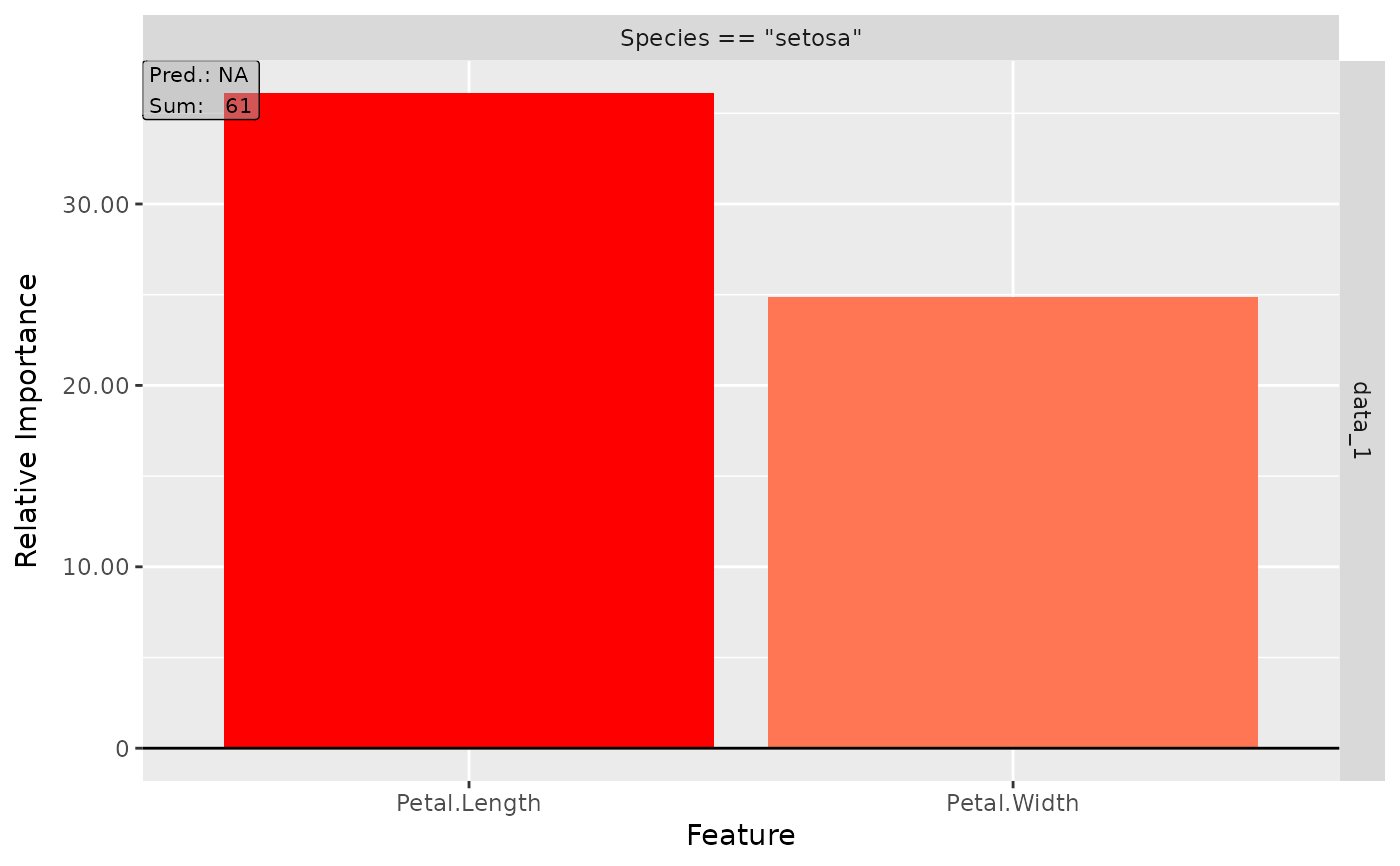 Species == "setosa"
Pred.: NA
Sum: 61
30.00
20.00
10.00
0
Relative Importance
data_1
Petal.Length
Petal.Width
Feature